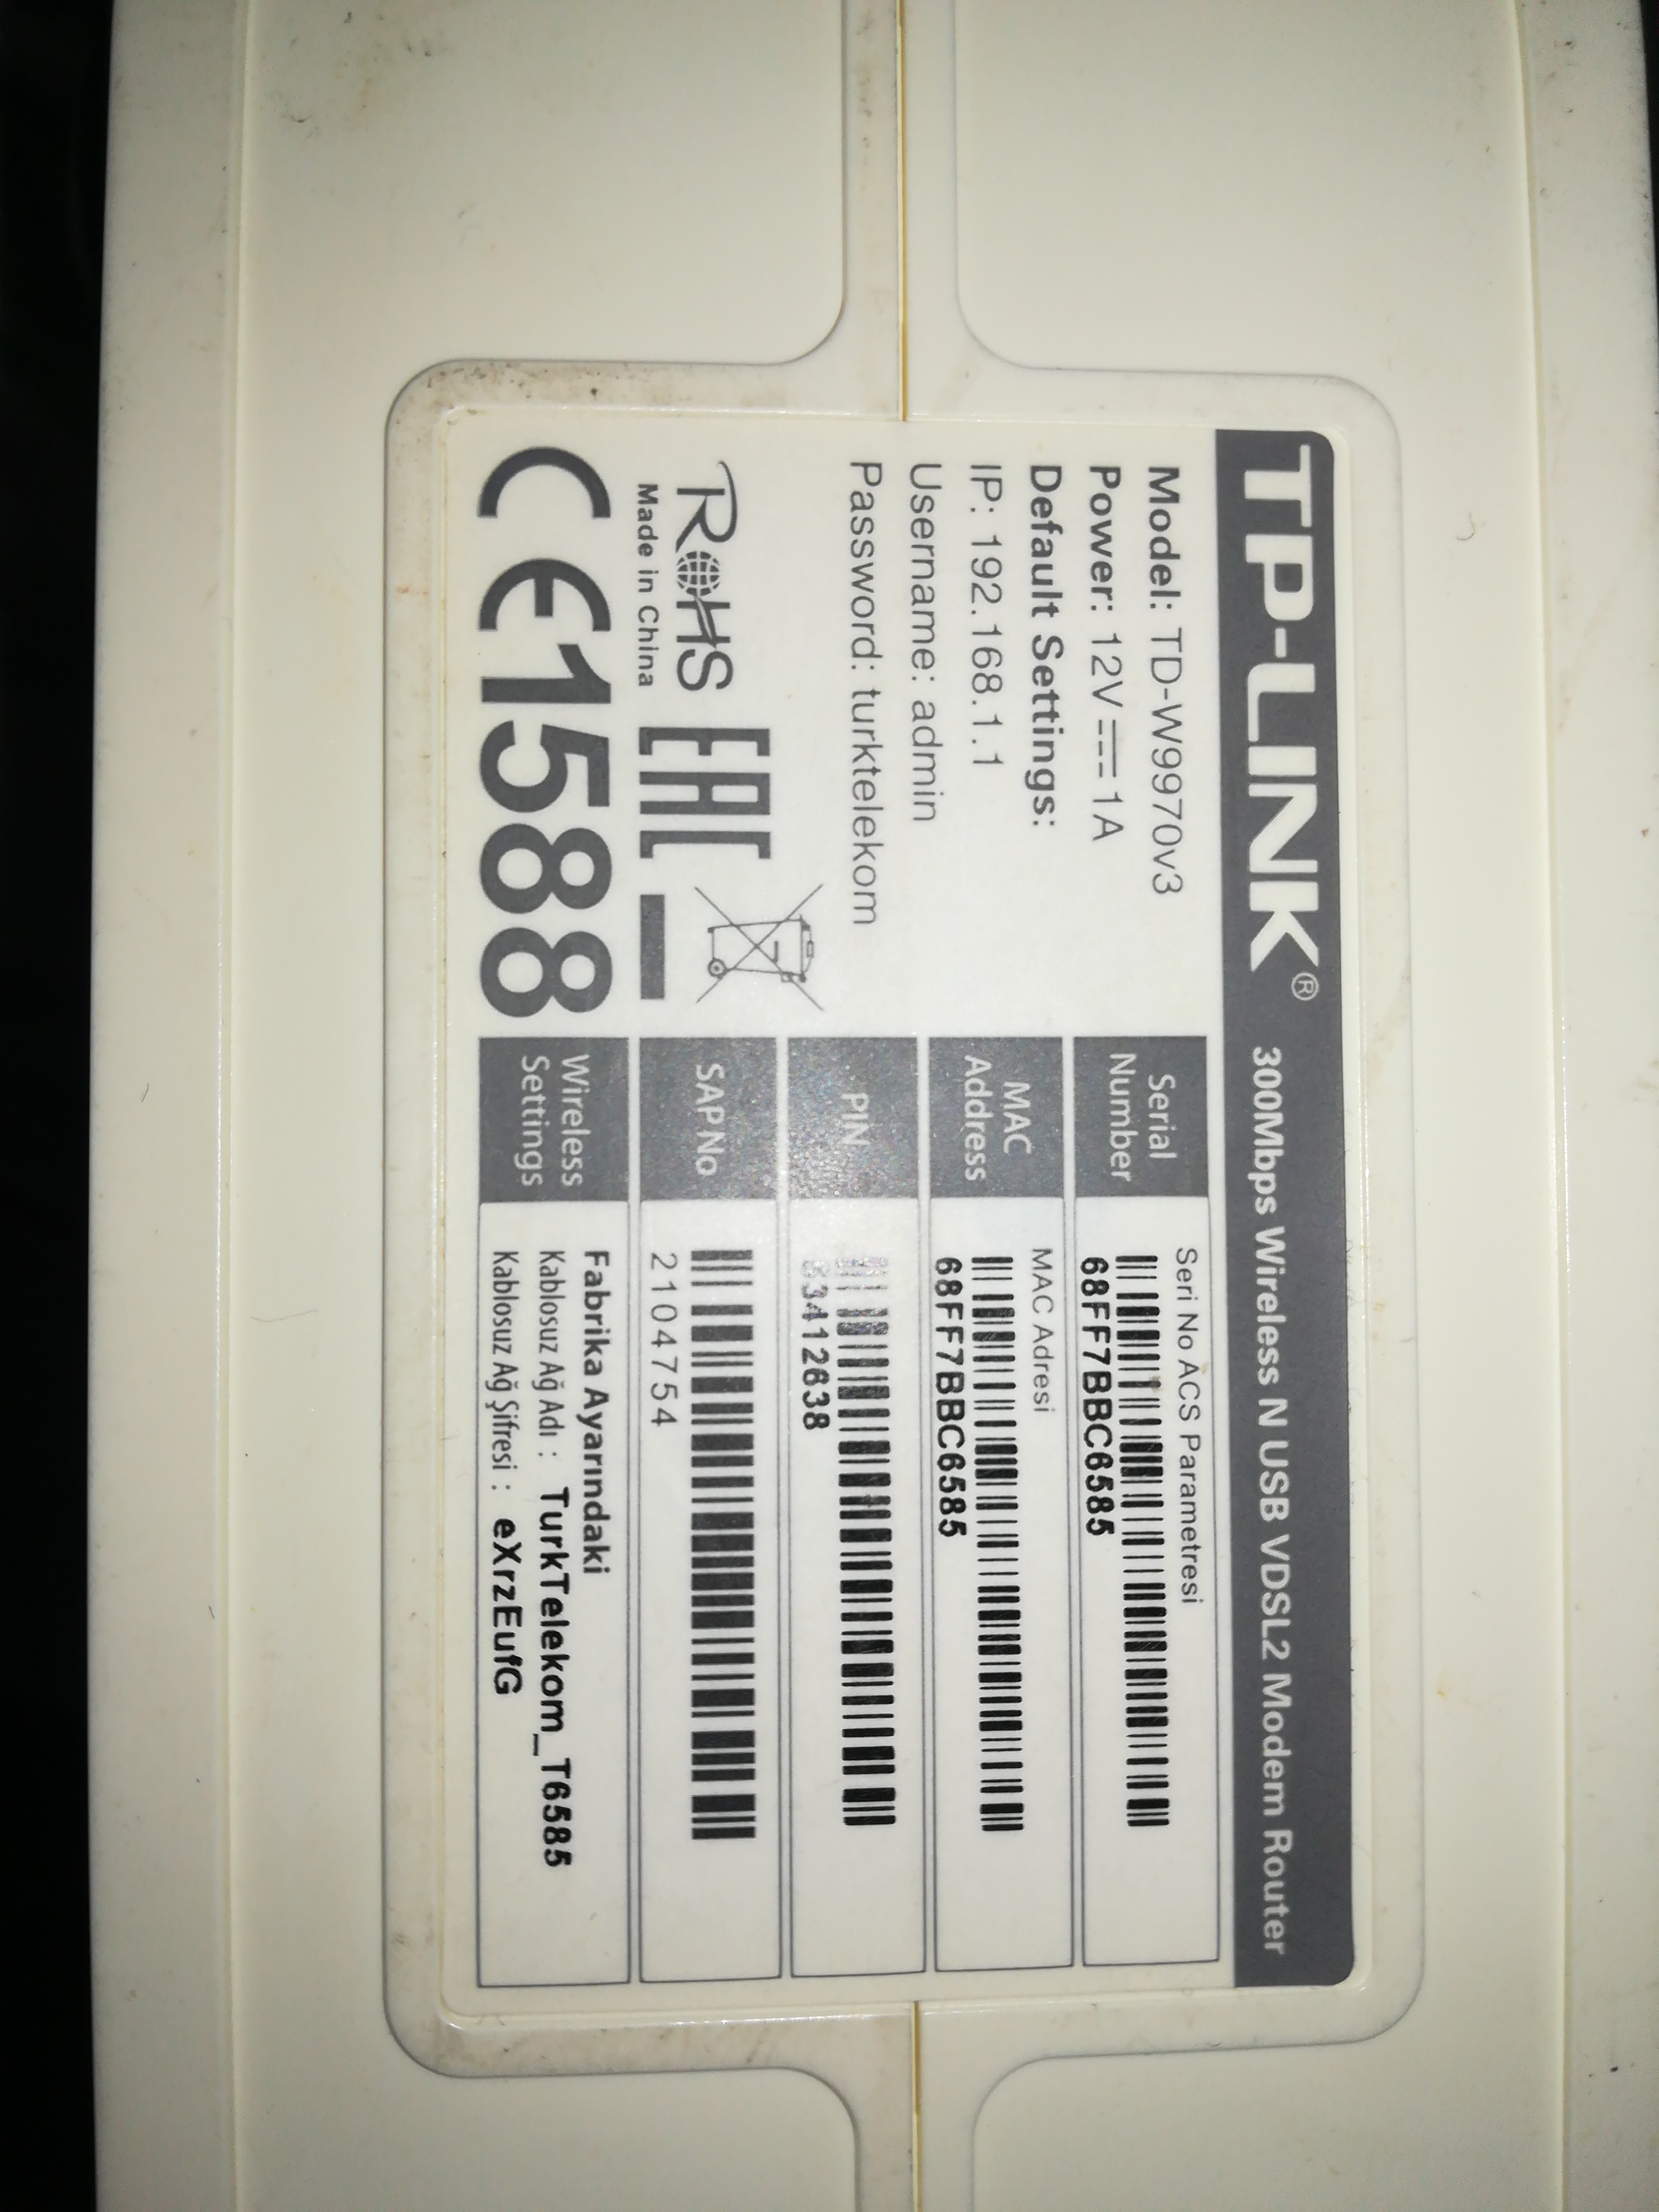 TP-LINK® 300Mbps Wireless N USB VDSL2 Modem Router
Model: TD-W9970v3
Power: 12V⎓1A
Default Settings:
IP: 192.168.1.1
Username: admin
Password: turktelekom
RoHS
Made in China
EAC
CE1588
Serial Number
Seri No ACS Parametresi
68FF7BBC6585
MAC Address
MAC Adresi
68FF7BBC6585
PIN
SAP No
2104754
Wireless Settings
Fabrika Ayarındaki
Kablosuz Ağ Adı : TurkTelekom_T6585
Kablosuz Ağ Şifresi : eXrzEufG